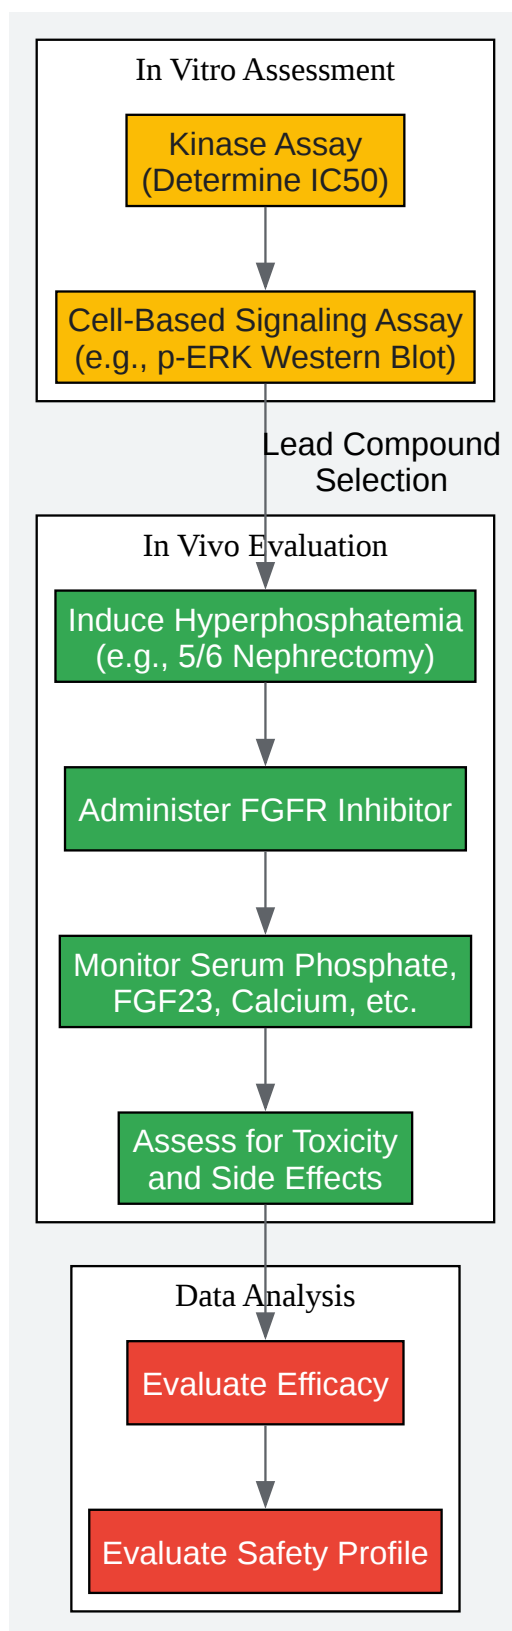 In Vitro Assessment
Kinase Assay
(Determine IC50)
Cell-Based Signaling Assay
(e.g., p-ERK Western Blot)
Lead Compound
Selection
In Vivo Evaluation
Induce Hyperphosphatemia
(e.g., 5/6 Nephrectomy)
Administer FGFR Inhibitor
Monitor Serum Phosphate,
FGF23, Calcium, etc.
Assess for Toxicity
and Side Effects
Data Analysis
Evaluate Efficacy
Evaluate Safety Profile